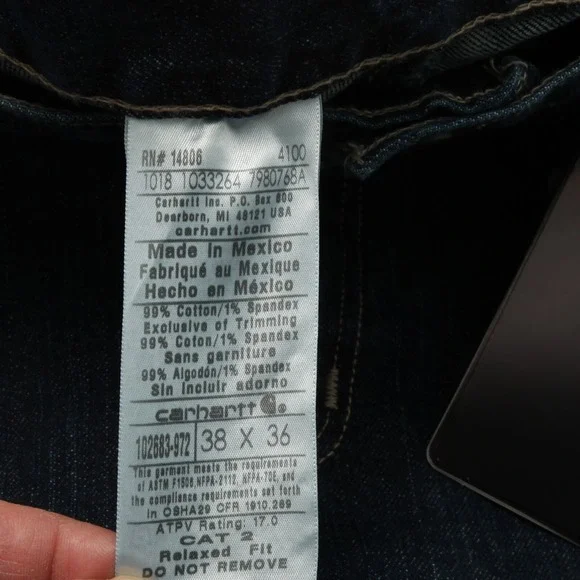 RN# 14806 4100
1018 1033264 7980768A
Carhartt Inc. P.O. Box 600
Dearborn, MI 48121 USA
carhartt.com
Made in Mexico
Fabriqué au Mexique
Hecho en México
99% Cotton/1% Spandex
Exclusive of Trimming
99% Coton/1% Spandex
Sans garniture
99% Algodón/1% Spandex
Sin incluir adorno
carhartt
102683-972 38 X 36
This garment meets the requirements
of ASTM F1506, NFPA-2112, NFPA-70E, and
the compliance requirements set forth
in OSHA29 CFR 1910.269
ATPV Rating: 17.0
CAT 2
Relaxed Fit
DO NOT REMOVE